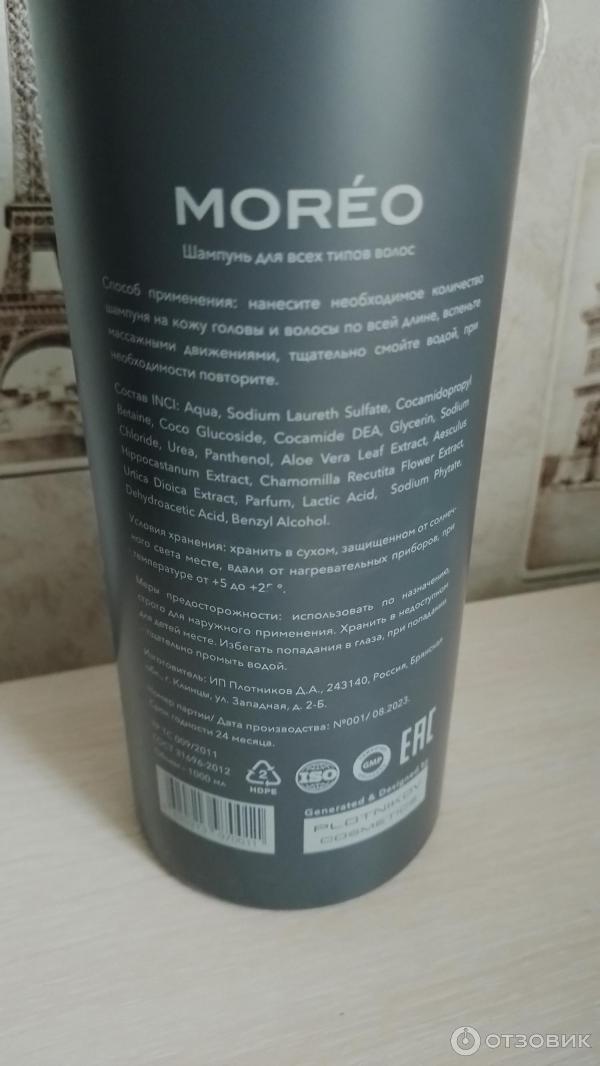 MORÉO
Шампунь для всех типов волос
Способ применения: нанесите необходимое количество
шампуня на кожу головы и волосы по всей длине, вспеньте
массажными движениями, тщательно смойте водой, при
необходимости повторите.
Состав INCI: Aqua, Sodium Laureth Sulfate, Cocamidopropyl
Betaine, Coco Glucoside, Cocamide DEA, Glycerin, Sodium
Chloride, Urea, Panthenol, Aloe Vera Leaf Extract, Aesculus
Hippocastanum Extract, Chamomilla Recutita Flower Extract,
Urtica Dioica Extract, Parfum, Lactic Acid, Sodium Phytate,
Dehydroacetic Acid, Benzyl Alcohol.
Условия хранения: хранить в сухом, защищенном от солнеч-
ного света месте, вдали от нагревательных приборов, при
температуре от +5 до +25 °.
Меры предосторожности: использовать по назначению,
строго для наружного применения. Хранить в недоступном
для детей месте. Избегать попадания в глаза, при попадании
тщательно промыть водой.
Изготовитель: ИП Плотников Д.А., 243140, Россия, Брянская
обл., г. Клинцы, ул. Западная, д. 2-Б.
Номер партии/ Дата производства: №001/ 08.2023.
Срок годности 24 месяца.
ТР ТС 009/2011
ГОСТ 31696-2012
Объем - 1000 мл
2
HDPE
ISO
GMP
EAC
Generated & Designed by
PLOTNIKOV
COSMETICS
ОТЗОВИК